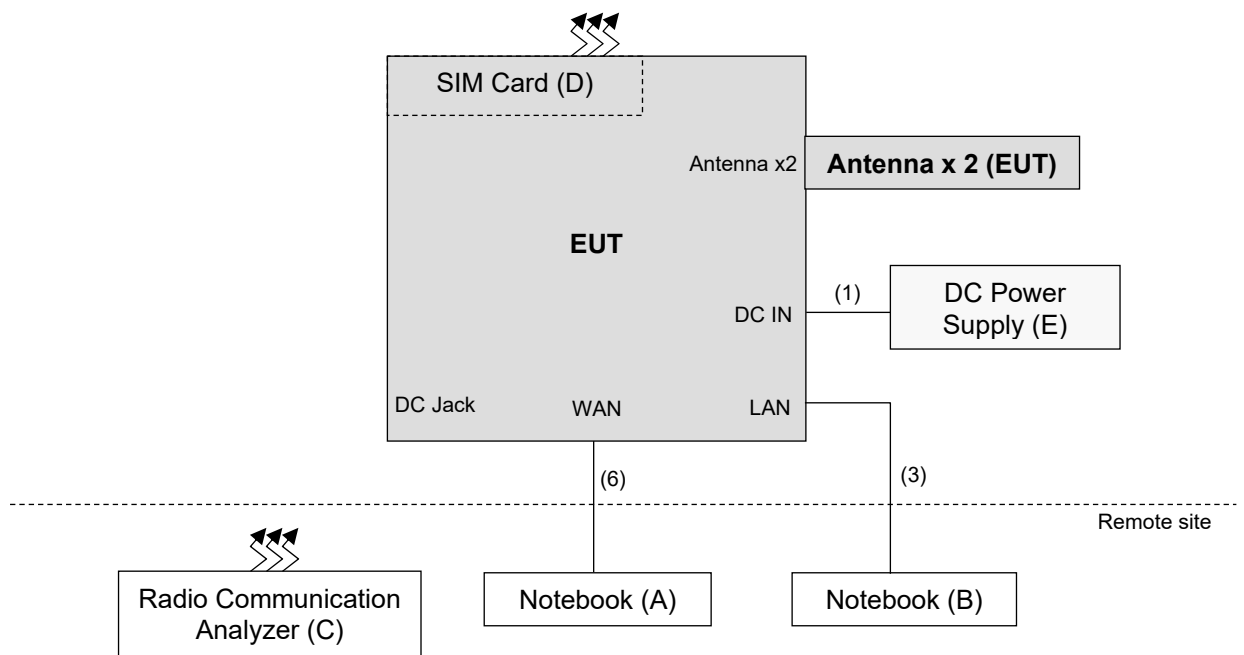 SIM Card (D)
Antenna x2
Antenna x 2 (EUT)
EUT
(1)
DC Power
Supply (E)
DC IN
DC Jack
WAN
LAN
(6)
(3)
Remote site
Radio Communication
Analyzer (C)
Notebook (A)
Notebook (B)